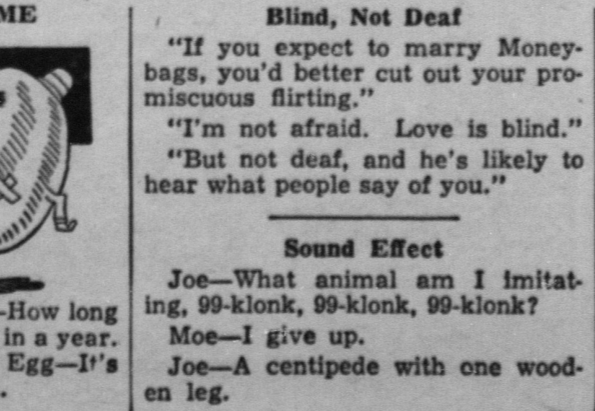 ME
-How long
in a year.
Egg—It's
Blind, Not Deaf
"If you expect to marry Money-
bags, you'd better cut out your pro-
miscuous flirting."
"I'm not afraid. Love is blind."
"But not deaf, and he's likely to
hear what people say of you."
Sound Effect
Joe—What animal am I imitat-
ing, 99-klonk, 99-klonk, 99-klonk?
Moe—I give up.
Joe—A centipede with one wood-
en leg.